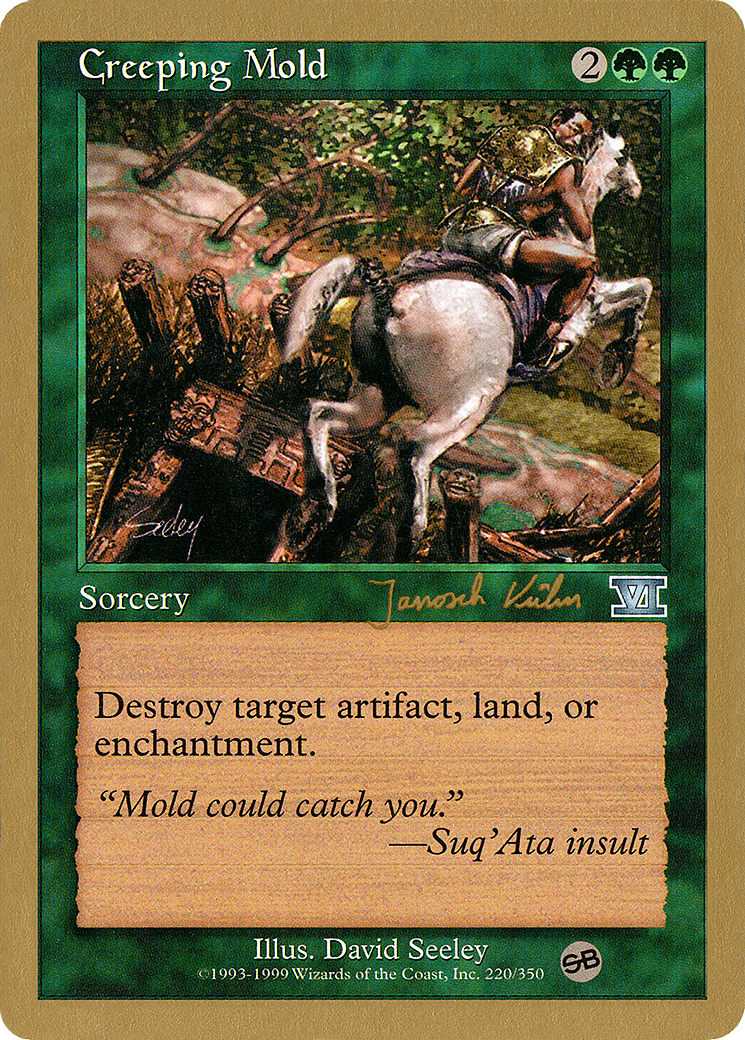 Creeping Mold
2
Seeley
Sorcery
Janosch Kühn
VI
Destroy target artifact, land, or
enchantment.
“Mold could catch you.”
—Suq’Ata insult
Illus. David Seeley
©1993-1999 Wizards of the Coast, Inc. 220/350
SB